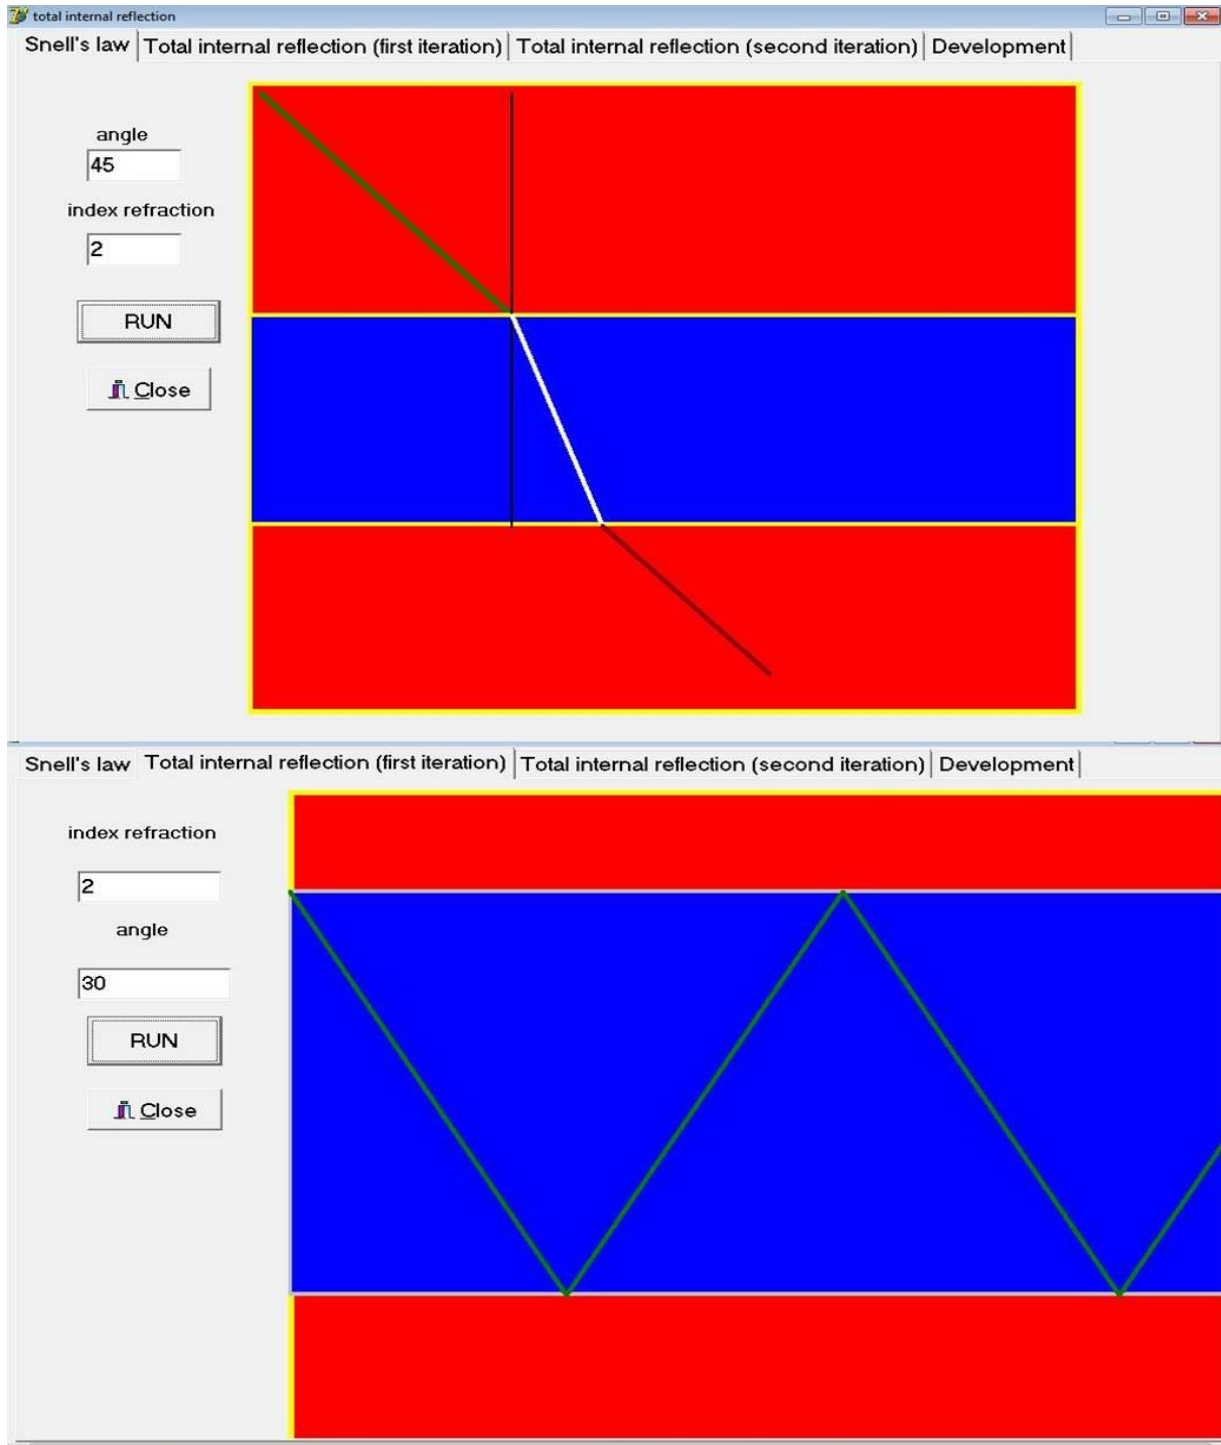 total internal reflection
Snell's law Total internal reflection (first iteration) Total internal reflection (second iteration) Development
angle
45
index refraction
2
RUN
Close
Snell's law Total internal reflection (first iteration) Total internal reflection (second iteration) Development
index refraction
2
angle
30
RUN
Close